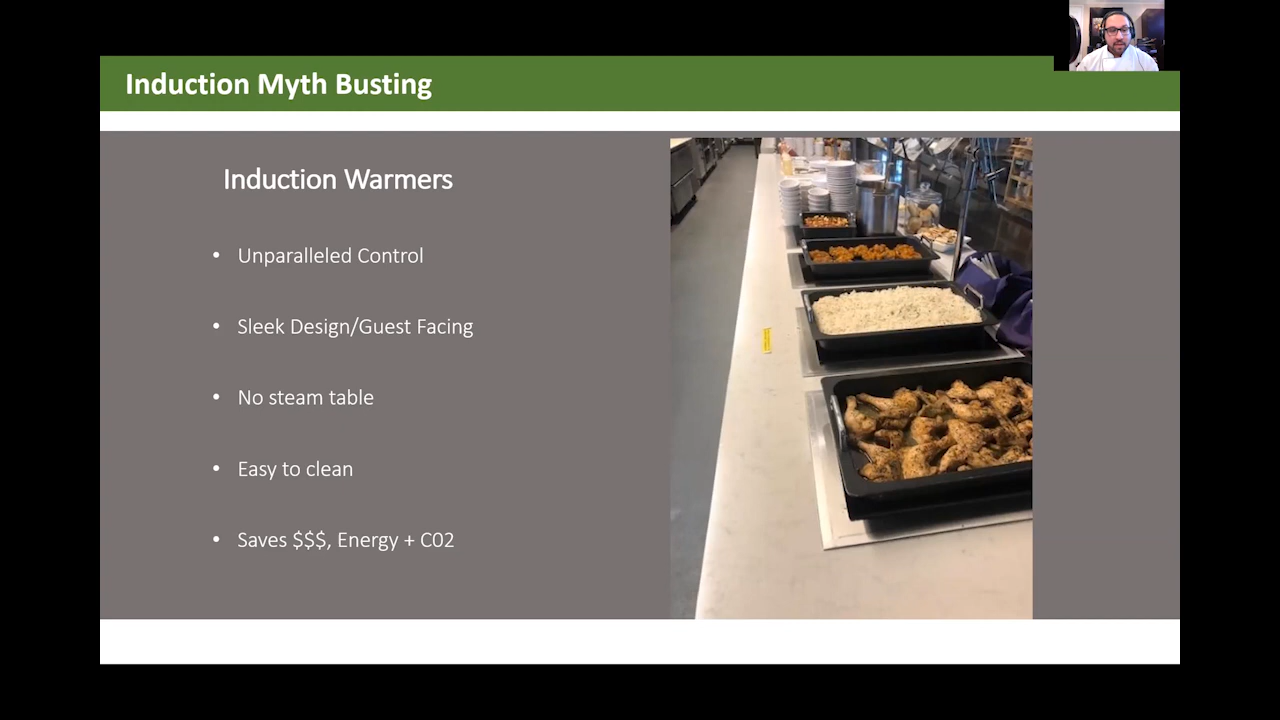 Induction Myth Busting
Induction Warmers
• Unparalleled Control
• Sleek Design/Guest Facing
• No steam table
• Easy to clean
• Saves $$$, Energy + C02